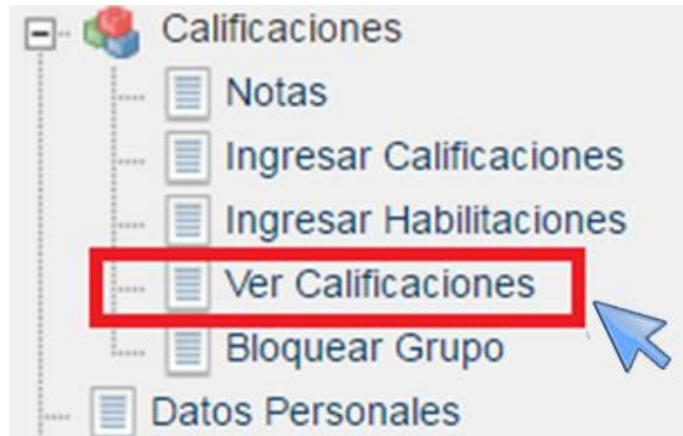 Calificaciones
Notas
Ingresar Calificaciones
Ingresar Habilitaciones
Ver Calificaciones
Bloquear Grupo
Datos Personales